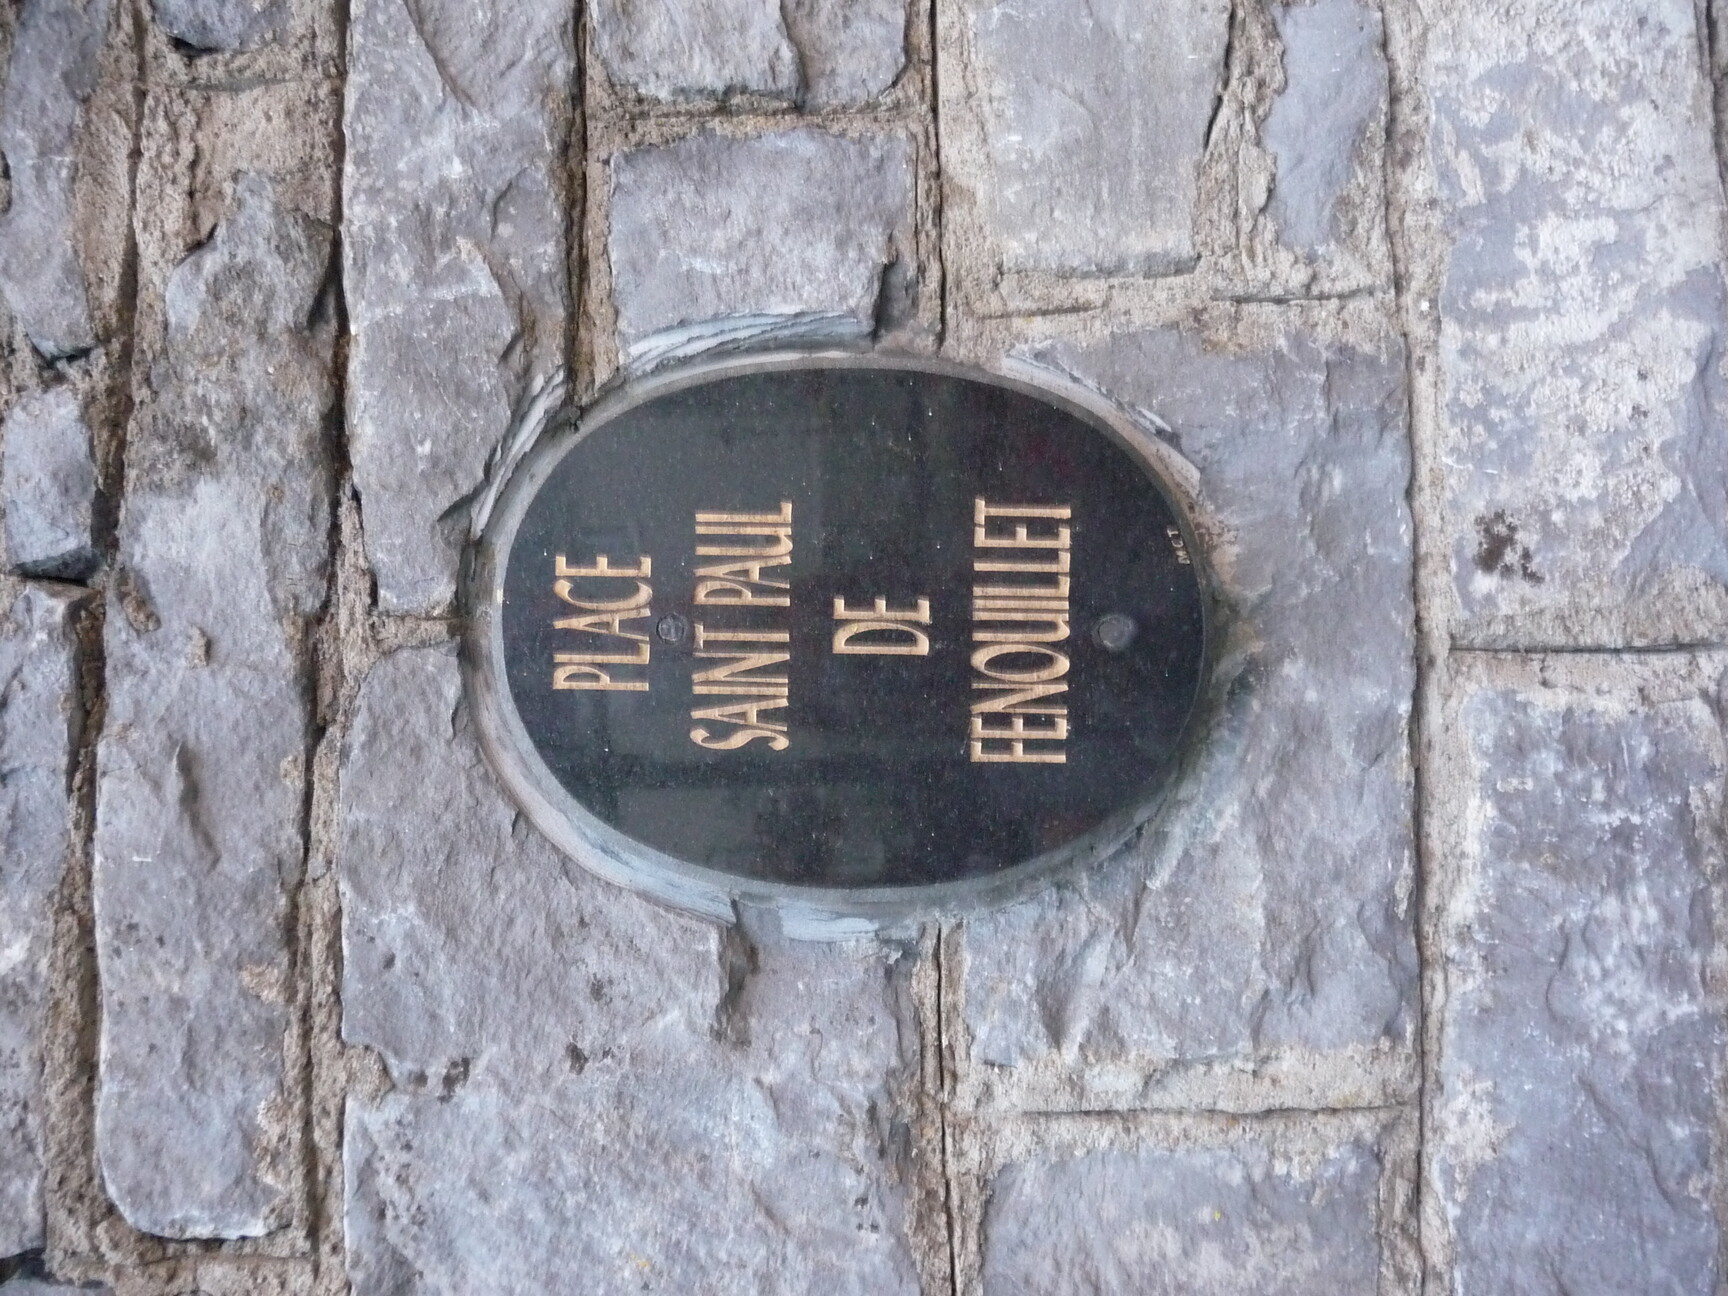 PLACE
SAINT PAUL
DE
FENOUILLET